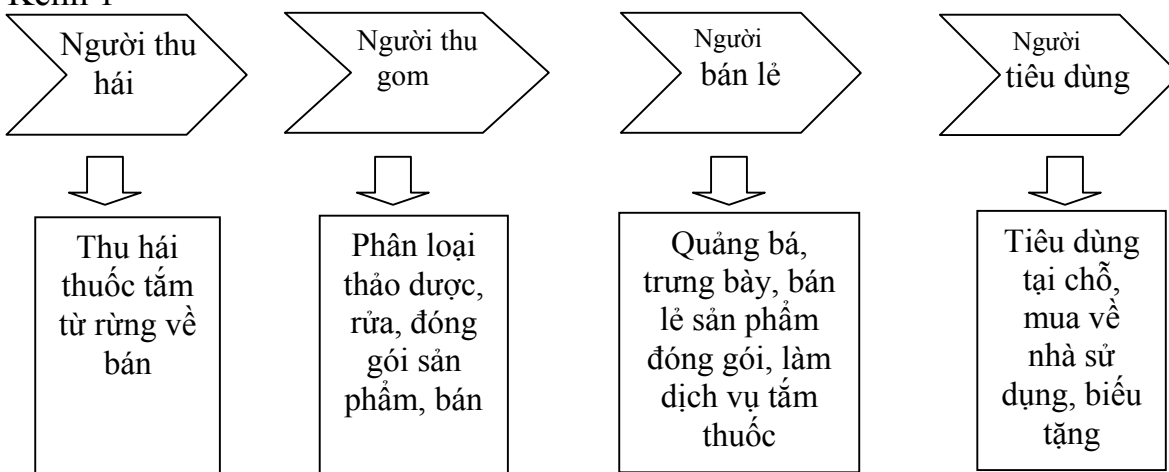 Kênh 1
Người thu
hái
Người thu
gom
Người
bán lẻ
Người
tiêu dùng
Thu hái
thuốc tắm
từ rừng về
bán
Phân loại
thảo dược,
rửa, đóng
gói sản
phẩm, bán
Quảng bá,
trưng bày, bán
lẻ sản phẩm
đóng gói, làm
dịch vụ tắm
thuốc
Tiêu dùng
tại chỗ,
mua về
nhà sử
dụng, biếu
tặng